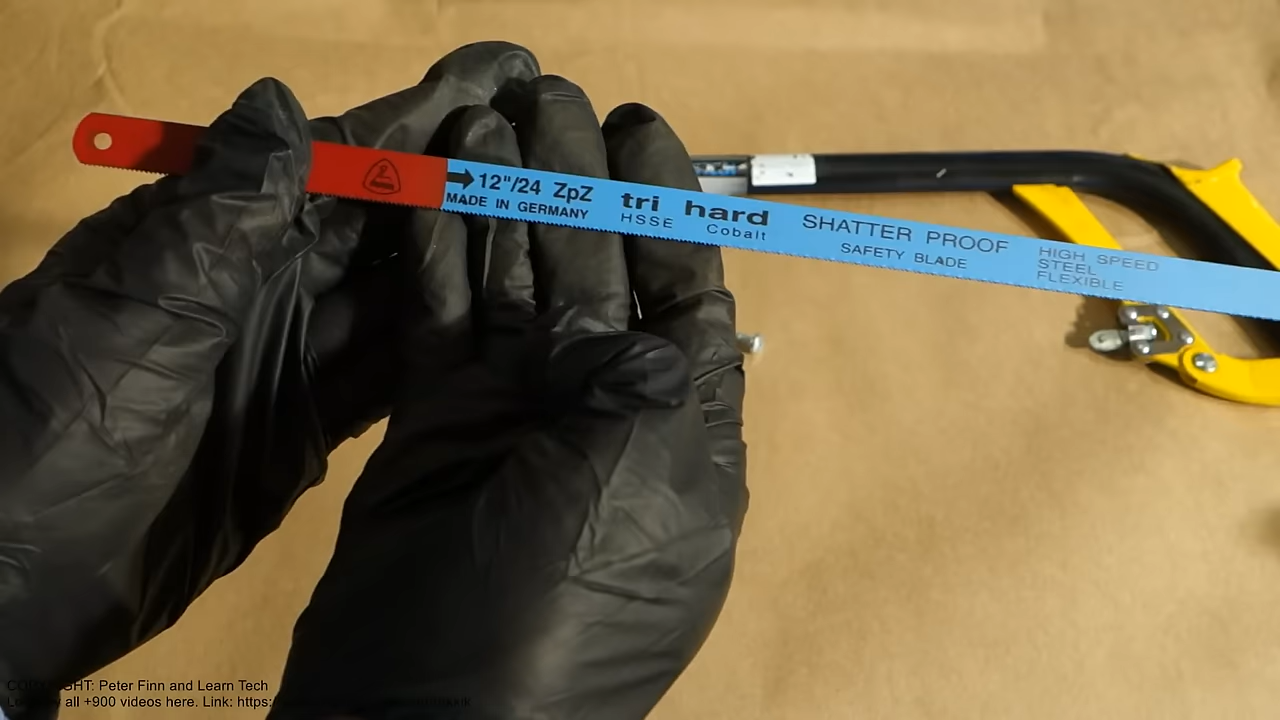 12"/24 ZpZ
MADE IN GERMANY
tri hard
HSSE Cobalt
SHATTER PROOF
SAFETY BLADE
HIGH SPEED
STEEL
FLEXIBLE
COPYRIGHT: Peter Finn and Learn Tech
all +900 videos here. Link: https: